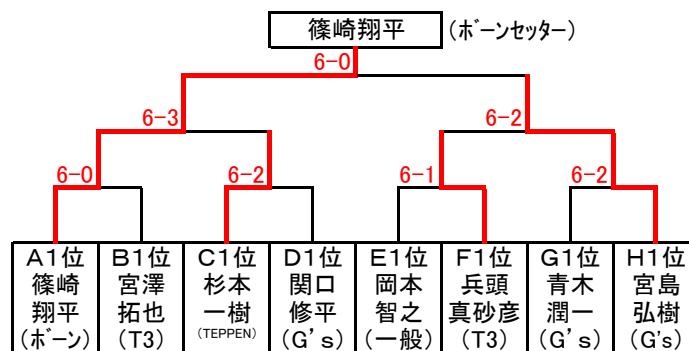 篠崎翔平 (ボーンセッター)
6-0
6-3 6-2
6-0 6-2 6-1 6-2
A1位 B1位 C1位 D1位 E1位 F1位 G1位 H1位
篠崎 宮澤 杉本 関口 岡本 兵頭 青木 宮島
翔平 拓也 一樹 修平 智之 真砂彦 潤一 弘樹
(ボーン) (T3) (TEPPEN) (G's) (一般) (T3) (G's) (G's)